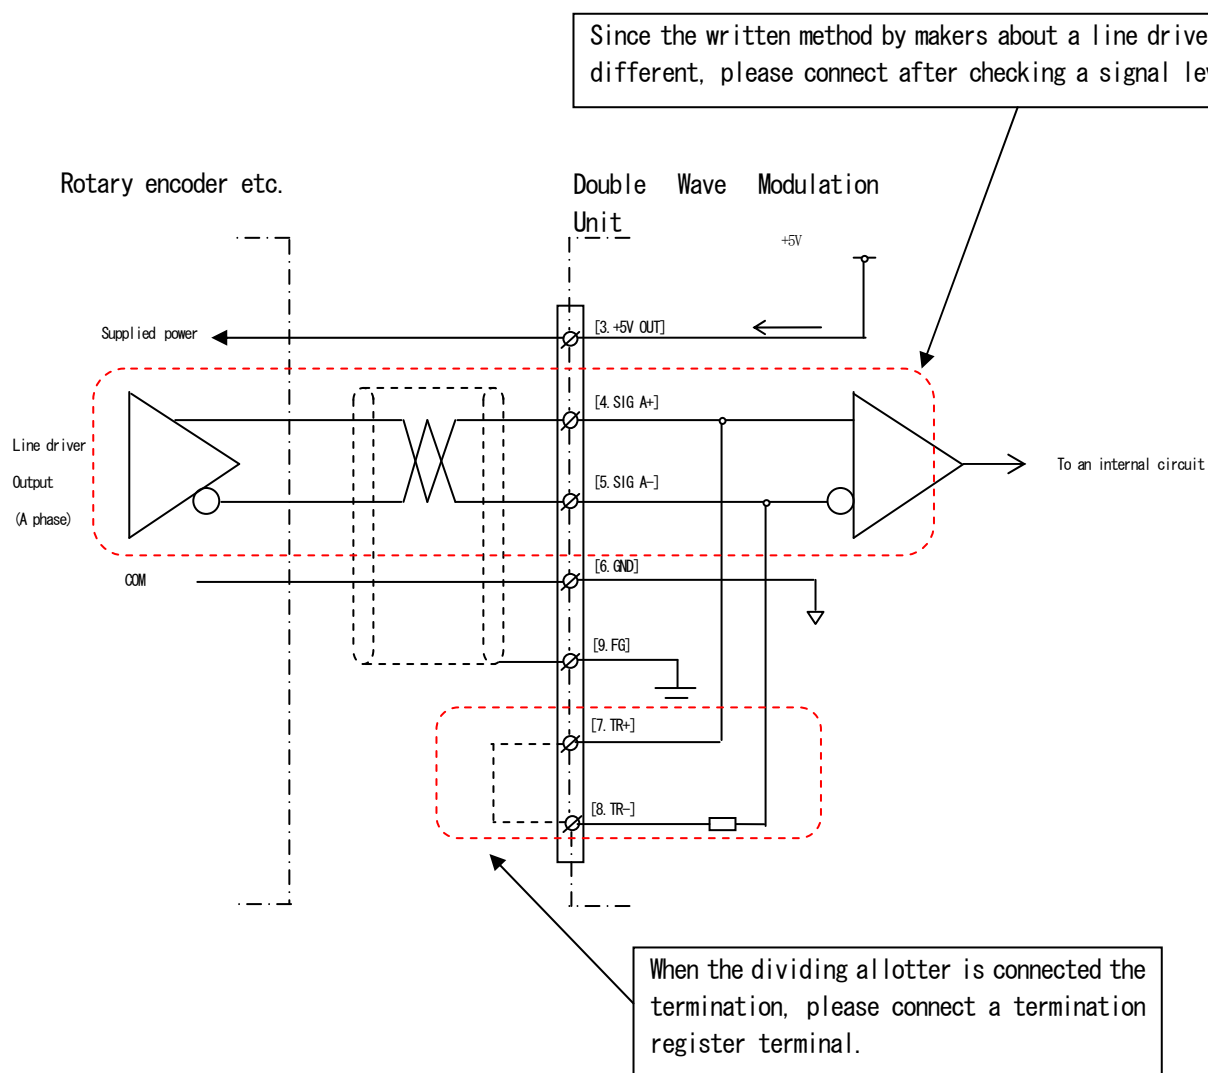 Since the written method by makers about a line drive
different, please connect after checking a signal le
Rotary encoder etc.
Double Wave Modulation
Unit
+5V
Supplied power
[3.+5V OUT]
[4.SIG A+]
Line driver
Output
(A phase)
[5.SIG A-]
To an internal circuit
COM
[6.GND]
[9.FG]
[7.TR+]
[8.TR-]
When the dividing allotter is connected the
termination, please connect a termination
register terminal.